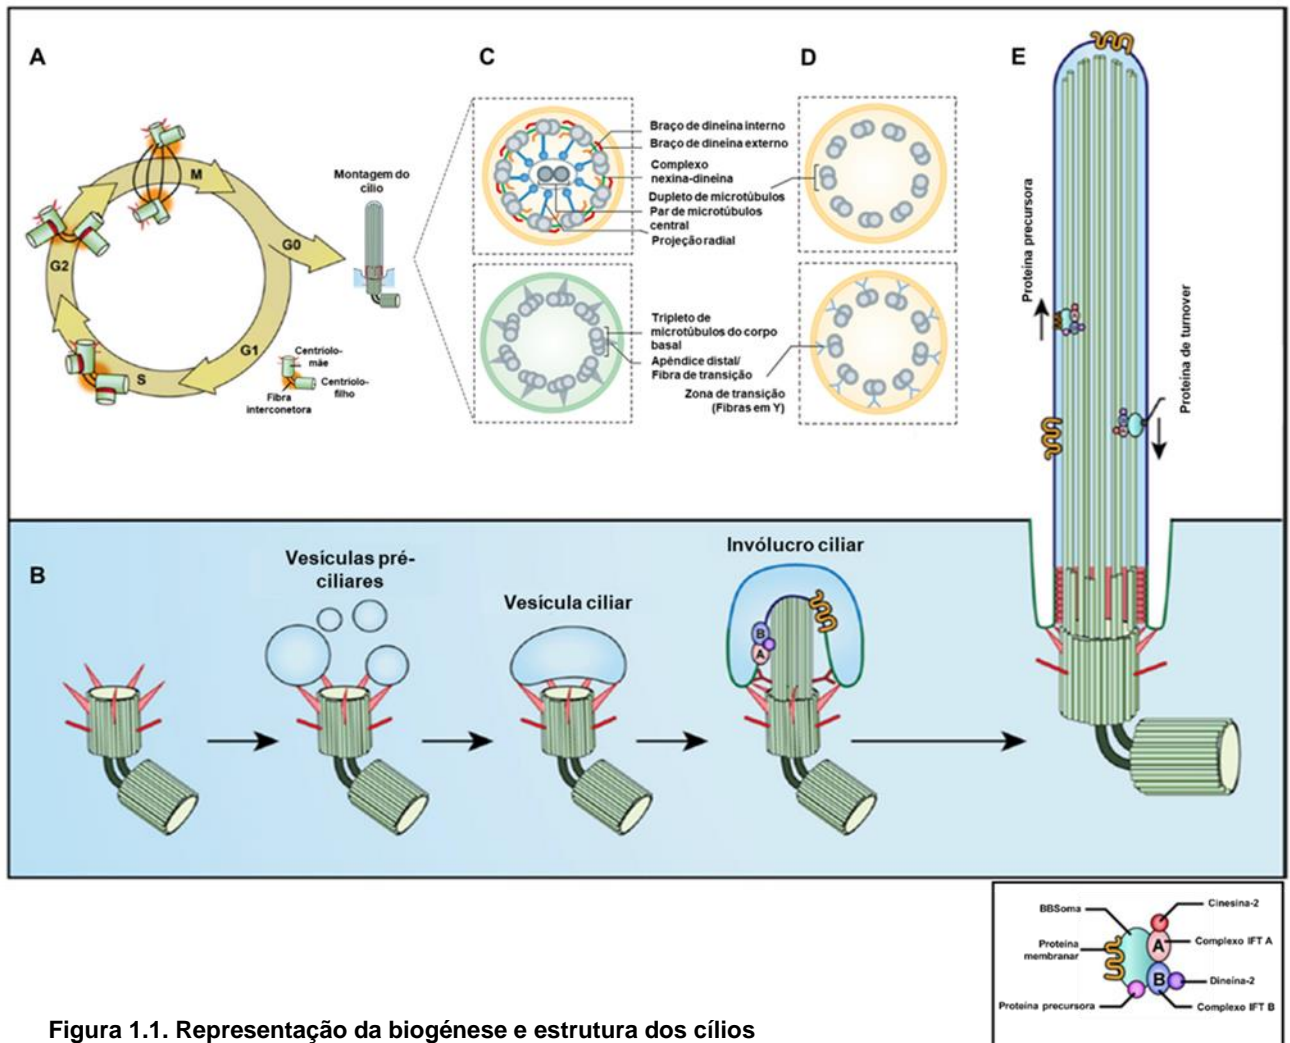 A
M
G2
G0
S
G1
Montagem do
cílio
Centríolo-
mãe
Centríolo-
filho
Fibra
interconetora
C
D
Braço de dineína interno
Braço de dineína externo
Complexo
nexina-dineína
Dupleto de microtúbulos
Par de microtúbulos
central
Projeção radial
Tripleto de
microtúbulos do corpo
basal
Apêndice distal/
Fibra de transição
Zona de transição
(Fibras em Y)
E
Proteína precursora
Proteína de turnover
B
Vesículas pré-
ciliares
Vesícula ciliar
Invólucro ciliar
B
A
BBSoma
Cinesina-2
Proteína
membranar
A
Complexo IFT A
B
Dineína-2
Proteína precursora
Complexo IFT B
Figura 1.1. Representação da biogénese e estrutura dos cílios